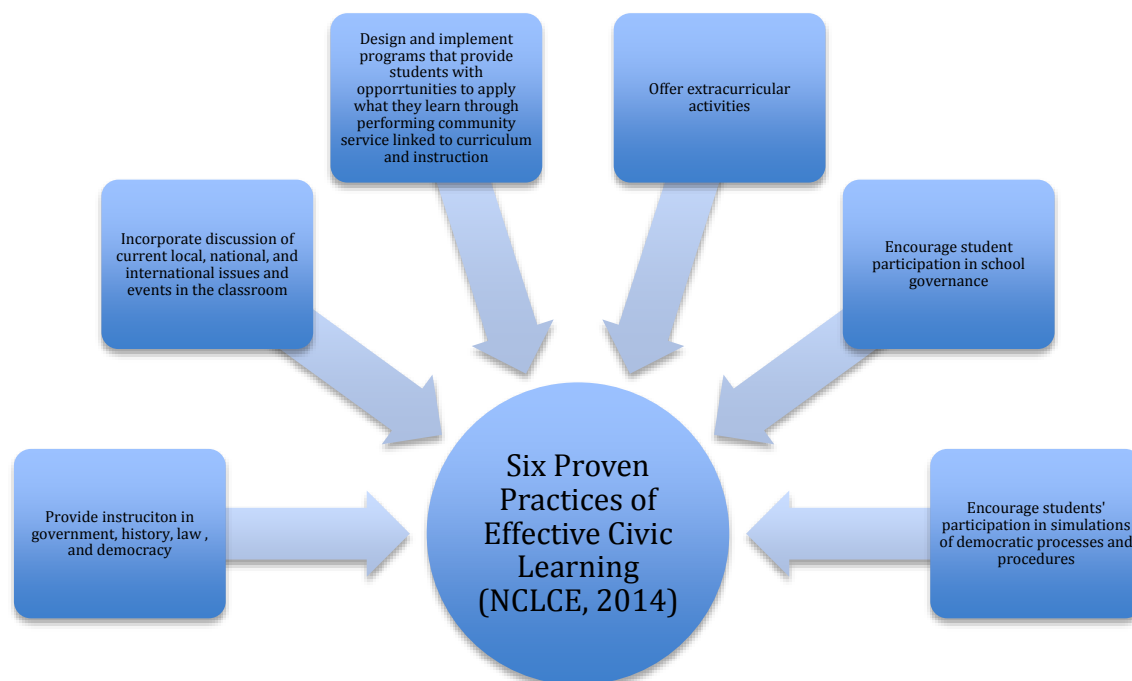 Design and implement
programs that provide
students with
opporrtunities to apply
what they learn through
performing community
service linked to curriculum
and instruction
Offer extracurricular
activities
Incorporate discussion of
current local, national, and
international issues and
events in the classroom
Encourage student
participation in school
governance
Provide instruciton in
government, history, law ,
and democracy
Six Proven
Practices of
Effective Civic
Learning
(NCLCE, 2014)
Encourage students'
participation in simulations
of democratic processes and
procedures